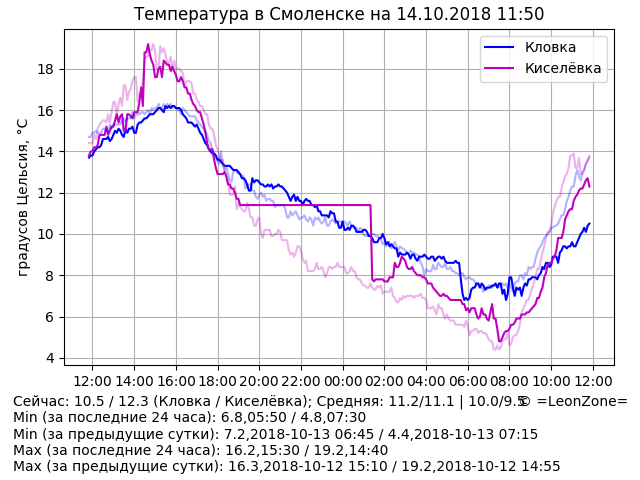 Температура в Смоленске на 14.10.2018 11:50
Кловка
Киселёвка
градусов Цельсия, °C
18
16
14
12
10
8
6
4
12:00 14:00 16:00 18:00 20:00 22:00 00:00 02:00 04:00 06:00 08:00 10:00 12:00
Сейчас: 10.5 / 12.3 (Кловка / Киселёвка); Средняя: 11.2/11.1 | 10.0/9.5 © =LeonZone=
Min (за последние 24 часа): 6.8,05:50 / 4.8,07:30
Min (за предыдущие сутки): 7.2,2018-10-13 06:45 / 4.4,2018-10-13 07:15
Max (за последние 24 часа): 16.2,15:30 / 19.2,14:40
Max (за предыдущие сутки): 16.3,2018-10-12 15:10 / 19.2,2018-10-12 14:55